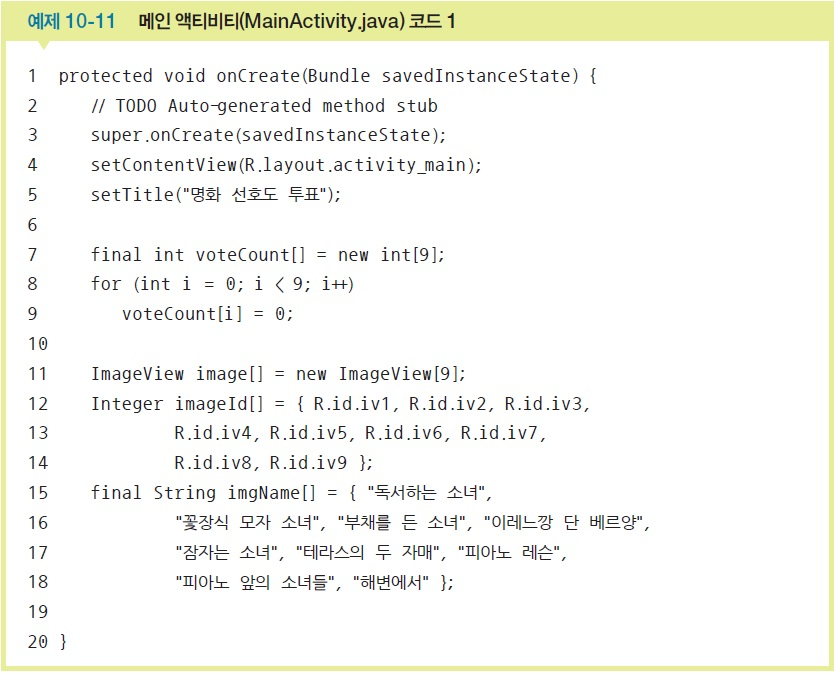 예제 10-11 메인 액티비티(MainActivity.java) 코드 1
1 protected void onCreate(Bundle savedInstanceState) {
2 // TODO Auto-generated method stub
3 super.onCreate(savedInstanceState);
4 setContentView(R.layout.activity_main);
5 setTitle("명화 선호도 투표");
6
7 final int voteCount[] = new int[9];
8 for (int i = 0; i < 9; i++)
9 voteCount[i] = 0;
10
11 ImageView image[] = new ImageView[9];
12 Integer imageId[] = { R.id.iv1, R.id.iv2, R.id.iv3,
13 R.id.iv4, R.id.iv5, R.id.iv6, R.id.iv7,
14 R.id.iv8, R.id.iv9 };
15 final String imgName[] = { "독서하는 소녀",
16 "꽃장식 모자 소녀", "부채를 든 소녀", "이레느깡 단 베르양",
17 "잠자는 소녀", "테라스의 두 자매", "피아노 레슨",
18 "피아노 앞의 소녀들", "해변에서" };
19
20 }